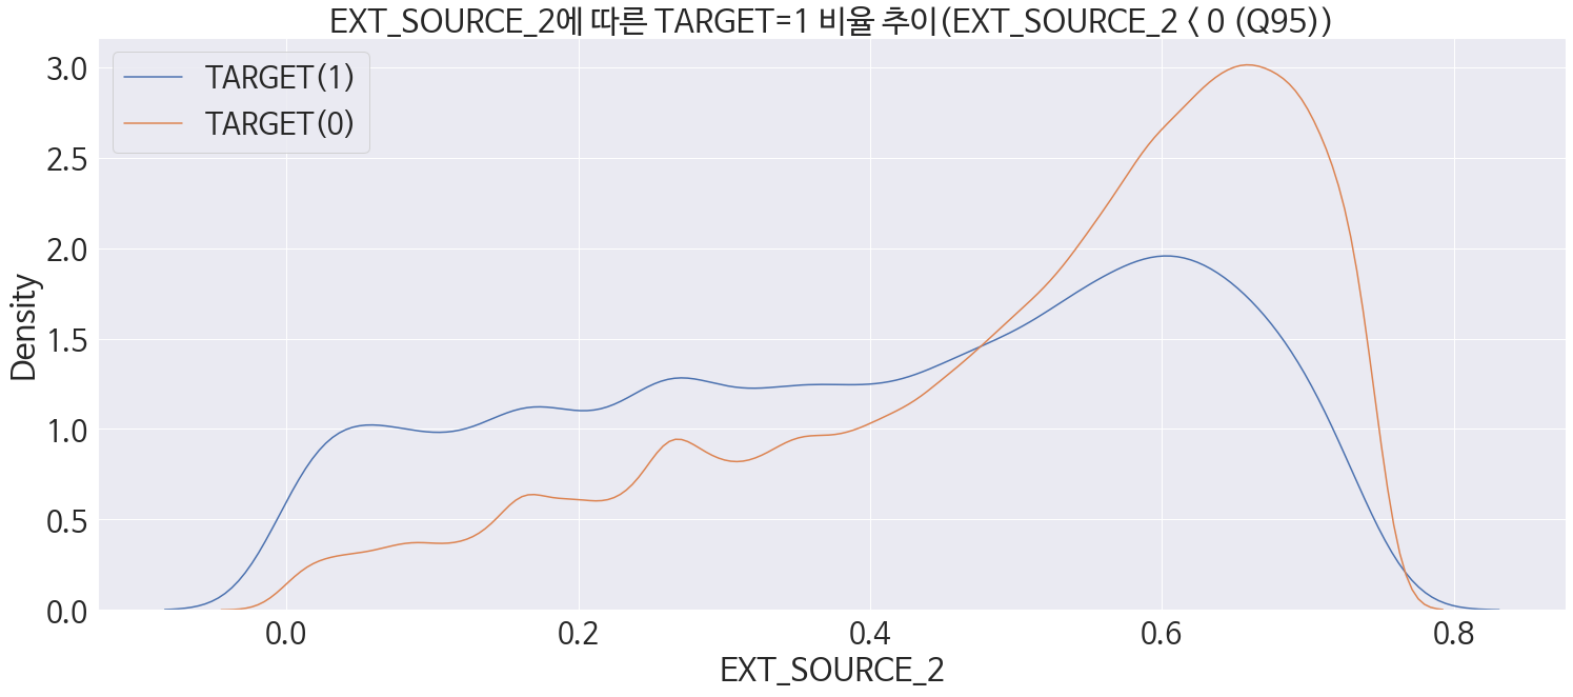 EXT_SOURCE_2에 따른 TARGET=1 비율 추이(EXT_SOURCE_2 < 0 (Q95))
TARGET(1)
TARGET(0)
3.0
2.5
2.0
1.5
1.0
0.5
0.0
Density
0.0 0.2 0.4 0.6 0.8
EXT_SOURCE_2